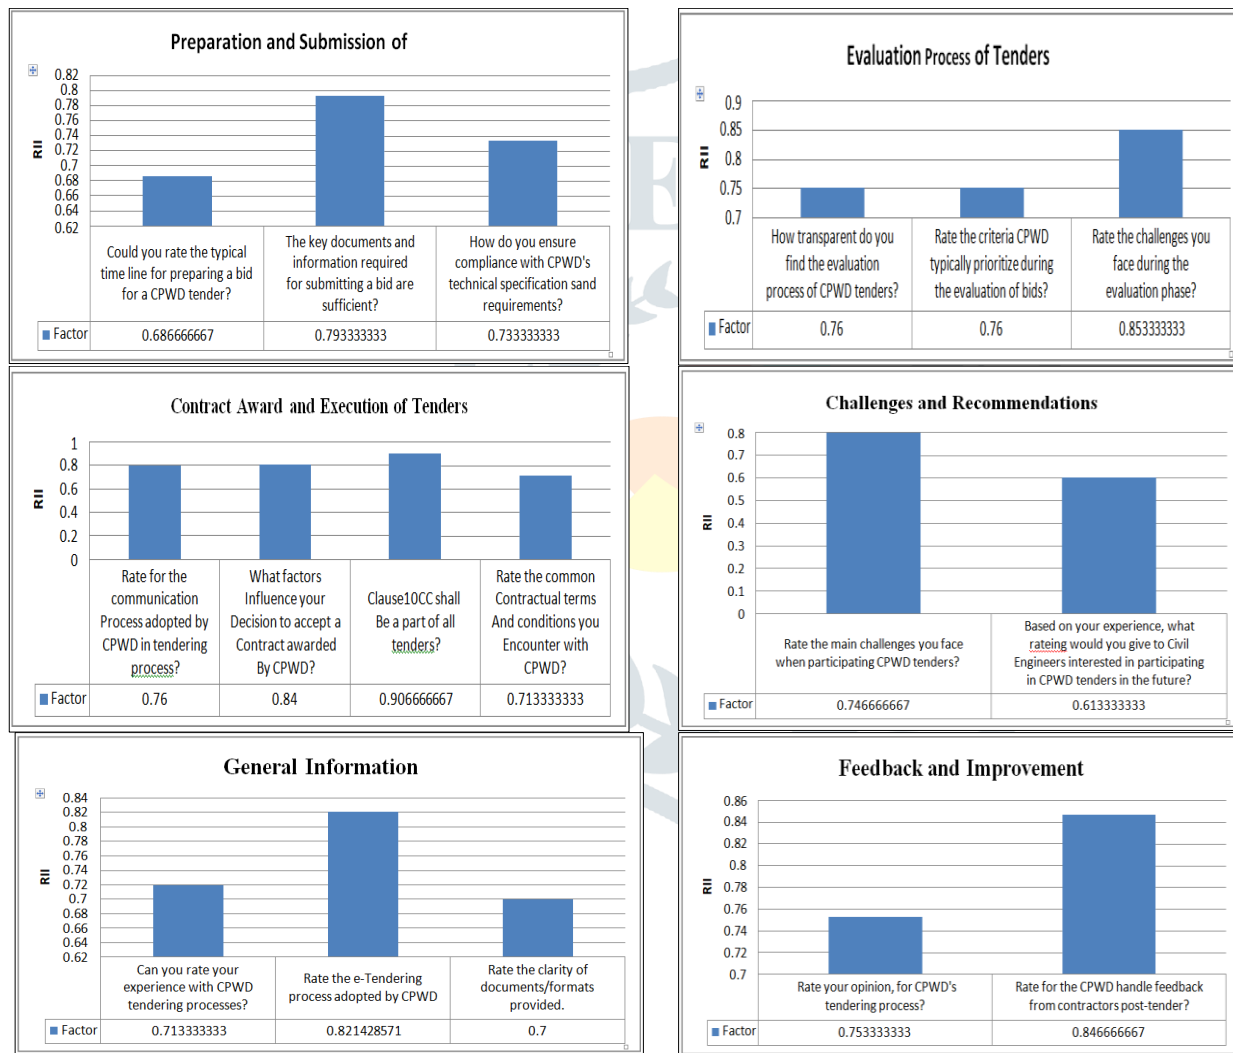 Preparation and Submission of
RII
0.82
0.8
0.78
0.76
0.74
0.72
0.7
0.68
0.66
0.64
0.62
Could you rate the typical
time line for preparing a bid
for a CPWD tender?
The key documents and
information required
for submitting a bid are
sufficient?
How do you ensure
compliance with CPWD's
technical specification sand
requirements?
Factor 0.686666667 0.793333333 0.733333333
Evaluation Process of Tenders
RII
0.9
0.85
0.8
0.75
0.7
How transparent do you
find the evaluation
process of CPWD tenders?
Rate the criteria CPWD
typically prioritize during
the evaluation of bids?
Rate the challenges you
face during the
evaluation phase?
Factor 0.76 0.76 0.853333333
Contract Award and Execution of Tenders
RII
1
0.8
0.6
0.4
0.2
0
Rate for the
communication
Process adopted by
CPWD in tendering
process?
What factors
Influence your
Decision to accept a
Contract awarded
By CPWD?
Clause10CC shall
Be a part of all
tenders?
Rate the common
Contractual terms
And conditions you
Encounter with
CPWD?
Factor 0.76 0.84 0.906666667 0.713333333
Challenges and Recommendations
RII
0.8
0.7
0.6
0.5
0.4
0.3
0.2
0.1
0
Rate the main challenges you face
when participating CPWD tenders?
Based on your experience, what
rateing would you give to Civil
Engineers interested in participating
in CPWD tenders in the future?
Factor 0.746666667 0.613333333
General Information
RII
0.84
0.82
0.8
0.78
0.76
0.74
0.72
0.7
0.68
0.66
0.64
0.62
Can you rate your
experience with CPWD
tendering processes?
Rate the e-Tendering
process adopted by CPWD
Rate the clarity of
documents/formats
provided.
Factor 0.713333333 0.821428571 0.7
Feedback and Improvement
RII
0.86
0.84
0.82
0.8
0.78
0.76
0.74
0.72
0.7
Rate your opinion, for CPWD's
tendering process?
Rate for the CPWD handle feedback
from contractors post-tender?
Factor 0.753333333 0.846666667